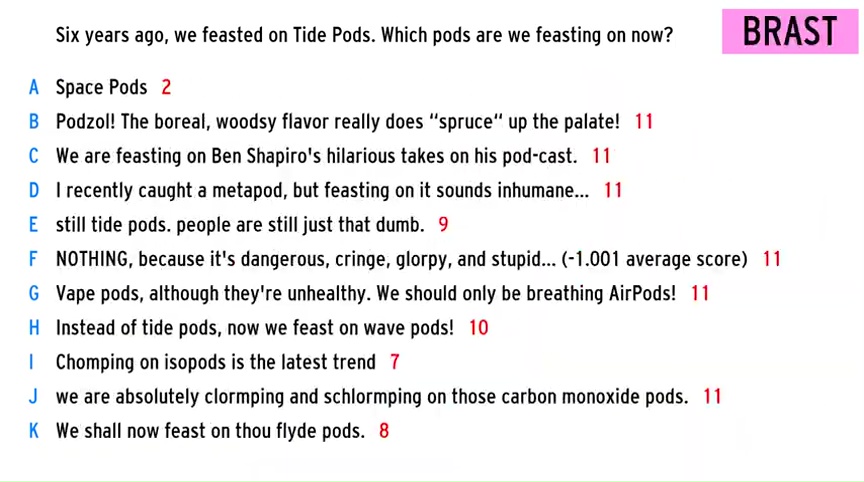 Six years ago, we feasted on Tide Pods. Which pods are we feasting on now?
BRAST
A Space Pods 2
B Podzol! The boreal, woodsy flavor really does “spruce“ up the palate! 11
C We are feasting on Ben Shapiro's hilarious takes on his pod-cast. 11
D I recently caught a metapod, but feasting on it sounds inhumane... 11
E still tide pods. people are still just that dumb. 9
F NOTHING, because it's dangerous, cringe, glorpy, and stupid... (-1.001 average score) 11
G Vape pods, although they're unhealthy. We should only be breathing AirPods! 11
H Instead of tide pods, now we feast on wave pods! 10
I Chomping on isopods is the latest trend 7
J we are absolutely clormping and schlormping on those carbon monoxide pods. 11
K We shall now feast on thou flyde pods. 8